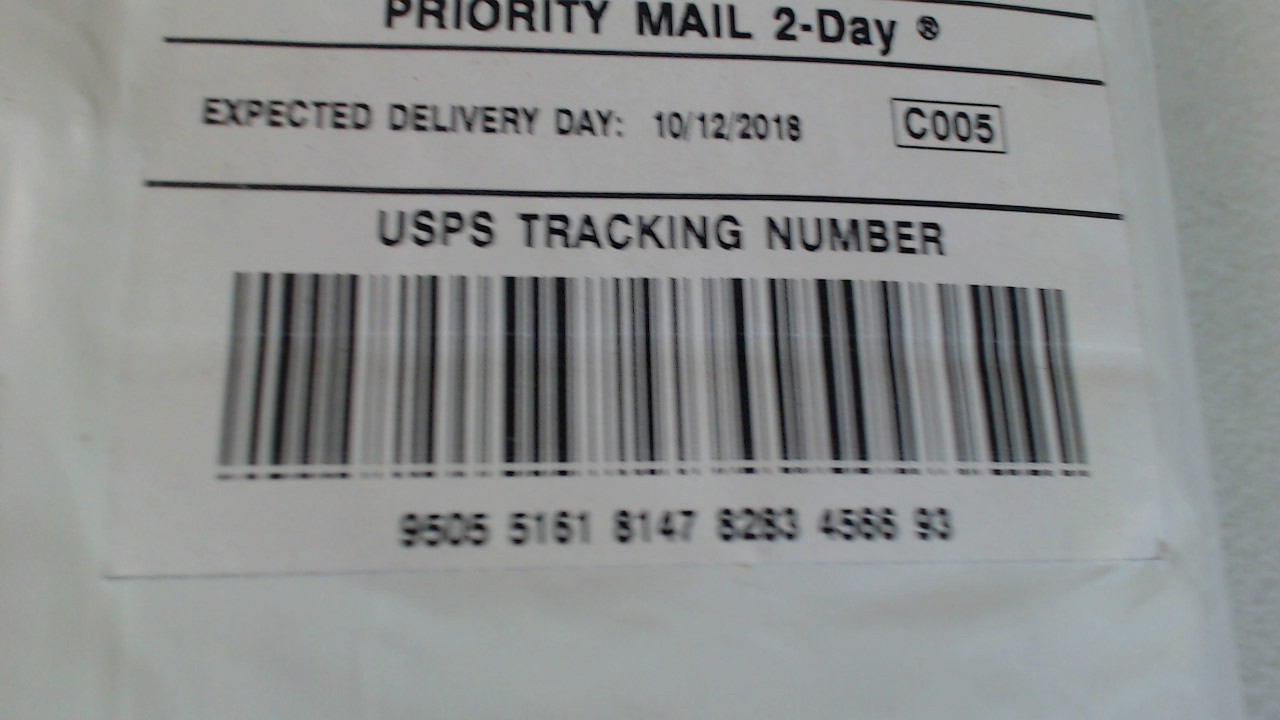 PRIORITY MAIL 2-Day ®
EXPECTED DELIVERY DAY: 10/12/2018 C005
USPS TRACKING NUMBER
9505 5161 8147 8283 4566 93